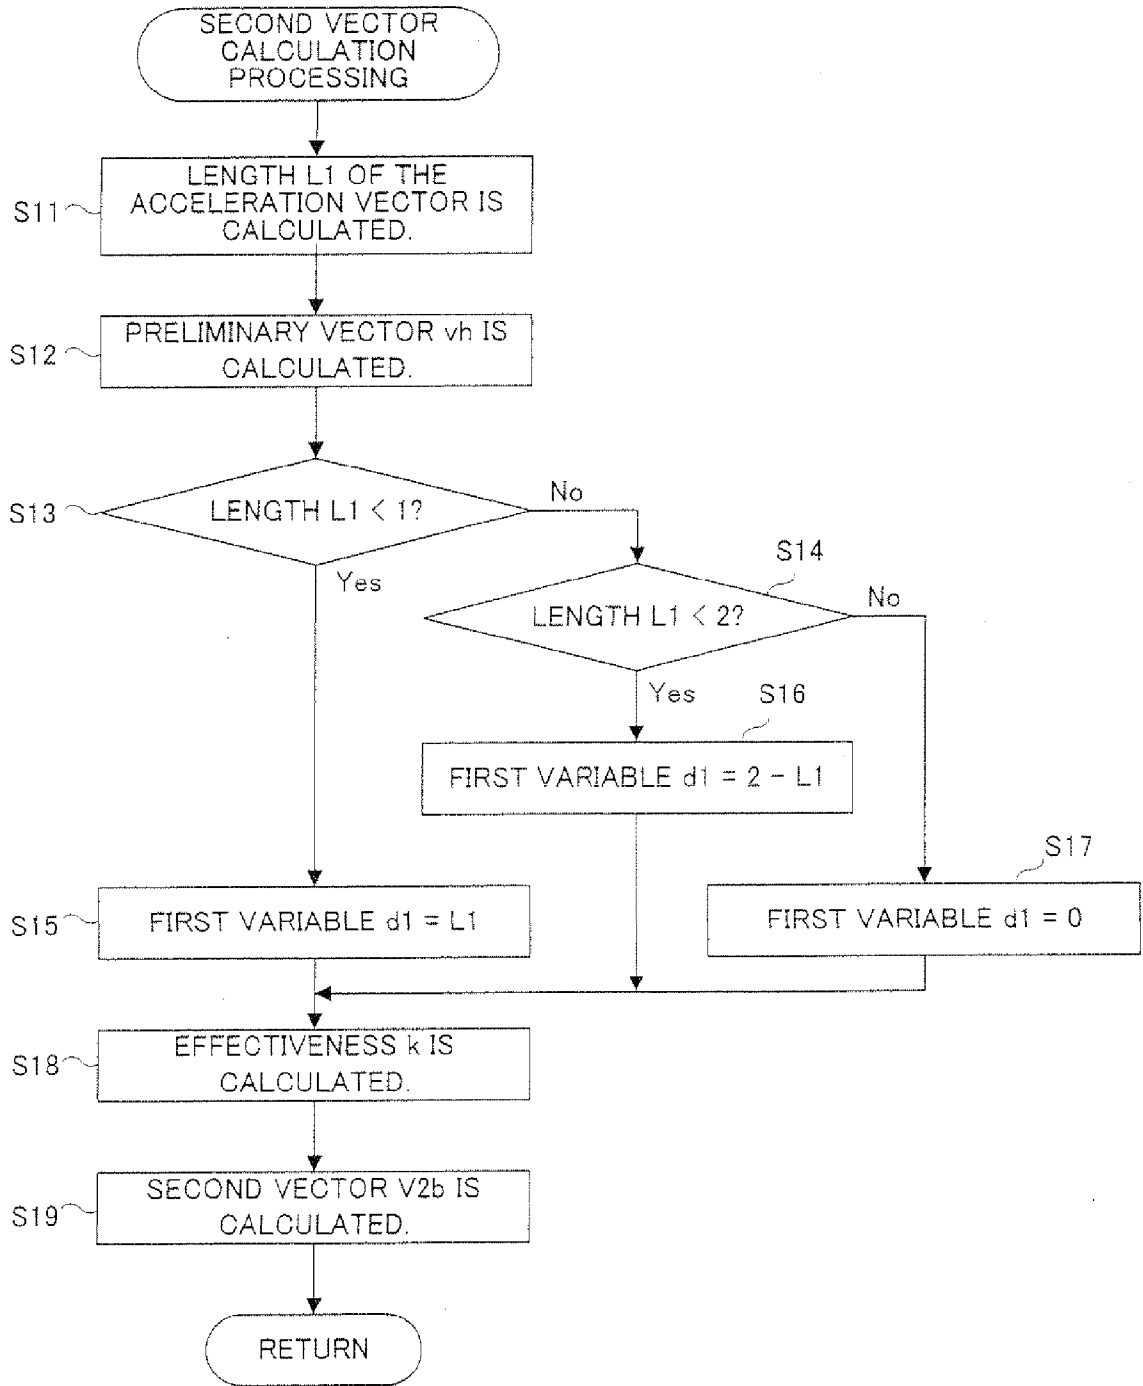 SECOND VECTOR
CALCULATION
PROCESSING
LENGTH L1 OF THE
ACCELERATION VECTOR IS
CALCULATED.
S11
PRELIMINARY VECTOR vh IS
CALCULATED.
S12
S13
LENGTH L1 < 1?
No
Yes
S14
LENGTH L1 < 2?
No
Yes
S16
FIRST VARIABLE d1 = 2 - L1
S17
S15
FIRST VARIABLE d1 = L1
FIRST VARIABLE d1 = 0
S18
EFFECTIVENESS k IS
CALCULATED.
S19
SECOND VECTOR V2b IS
CALCULATED.
RETURN